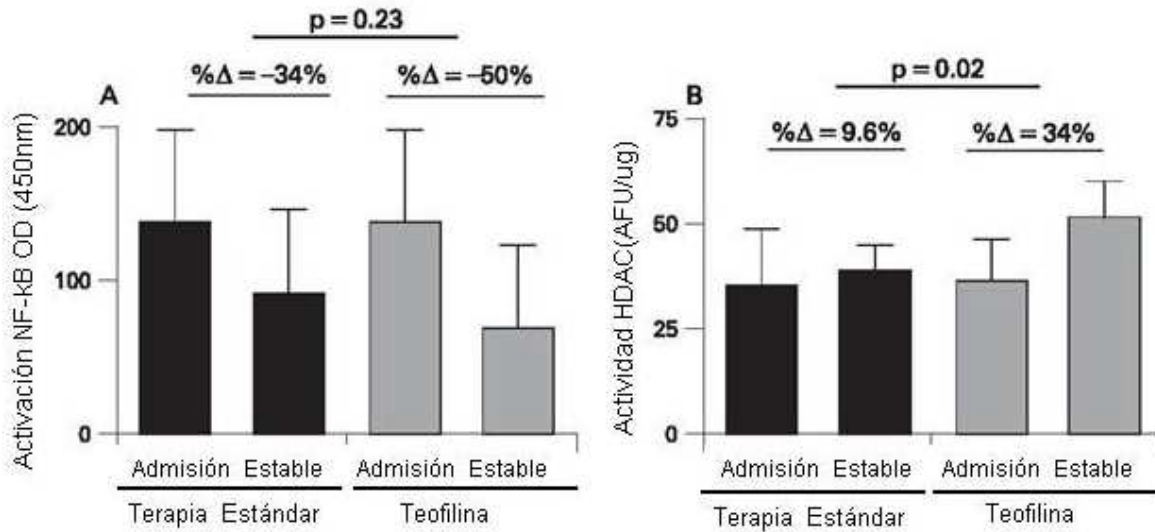 p = 0.23
%Δ = –34%
%Δ = –50%
A
Activación NF-kB OD (450nm)
200
100
0
Admisión Estable Admisión Estable
Terapia Estándar Teofilina
p = 0.02
B
%Δ = 9.6%
%Δ = 34%
Actividad HDAC(AFU/ug)
75
50
25
0
Admisión Estable Admisión Estable
Terapia Estándar Teofilina